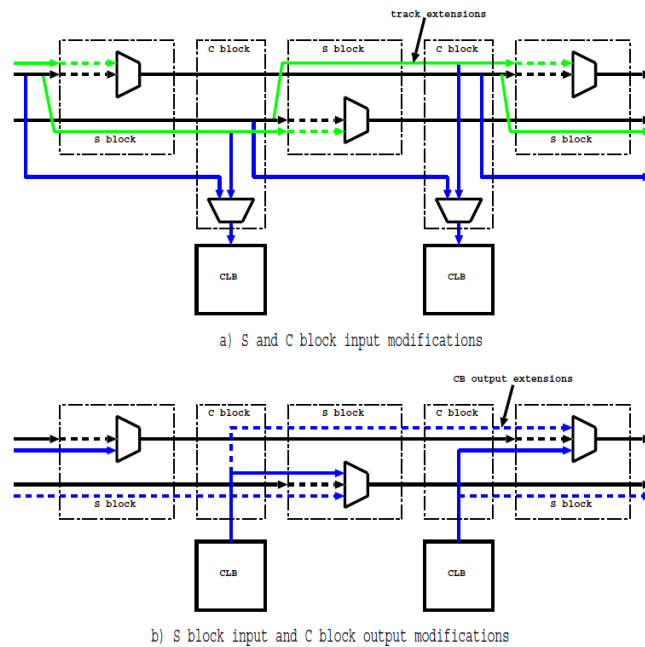 track extensions
C block
S block
C block
S block
S block
CLB
CLB
a) S and C block input modifications
CB output extensions
C block
S block
C block
S block
S block
CLB
CLB
b) S block input and C block output modifications